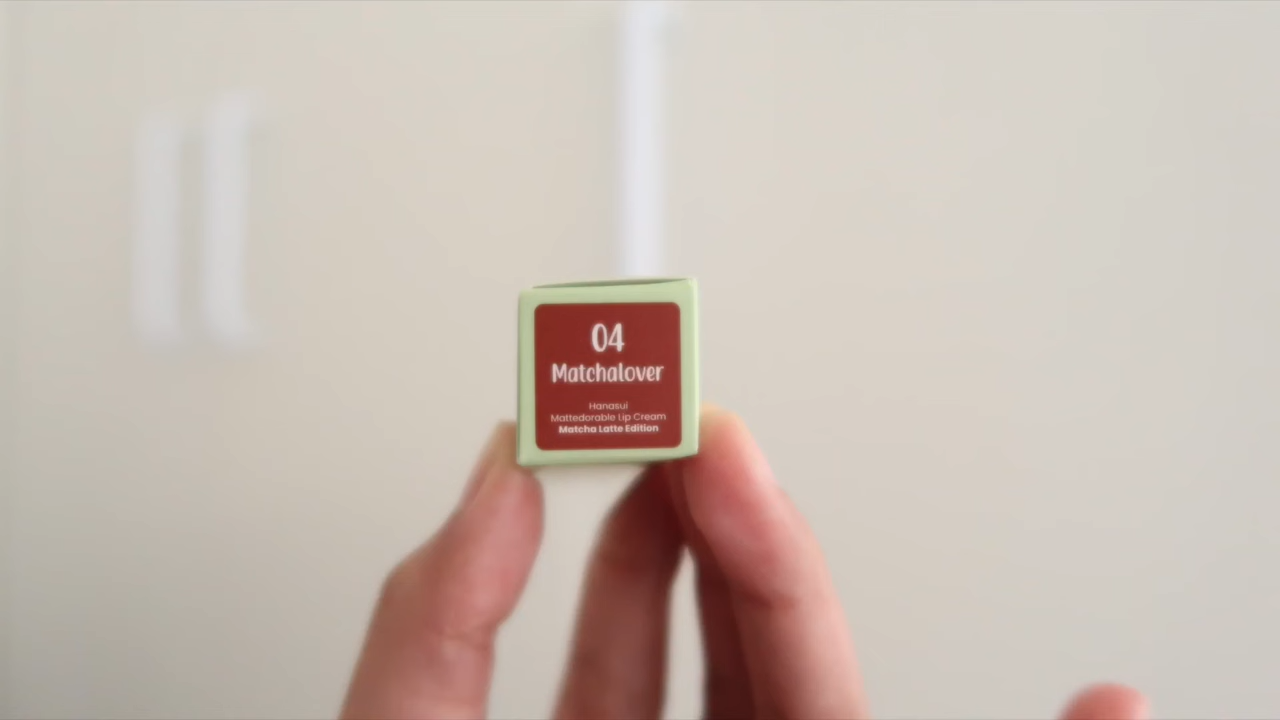 04
Matchalover
Hanasui
Mattedorable Lip Cream
Matcha Latte Edition